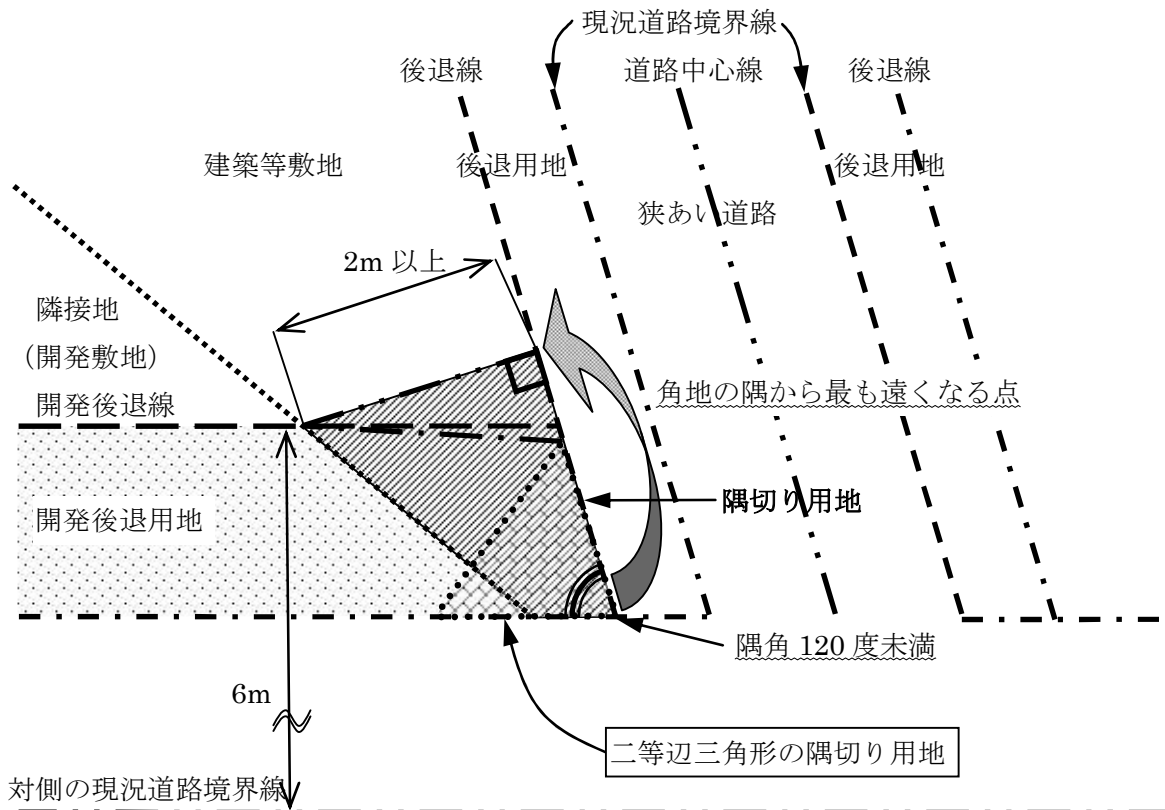 現況道路境界線
後退線
道路中心線
後退線
建築等敷地
後退用地
後退用地
狭あい道路
2m 以上
隣接地
（開発敷地）
開発後退線
角地の隅から最も遠くなる点
隅切り用地
開発後退用地
隅角 120 度未満
6m
二等辺三角形の隅切り用地
対側の現況道路境界線